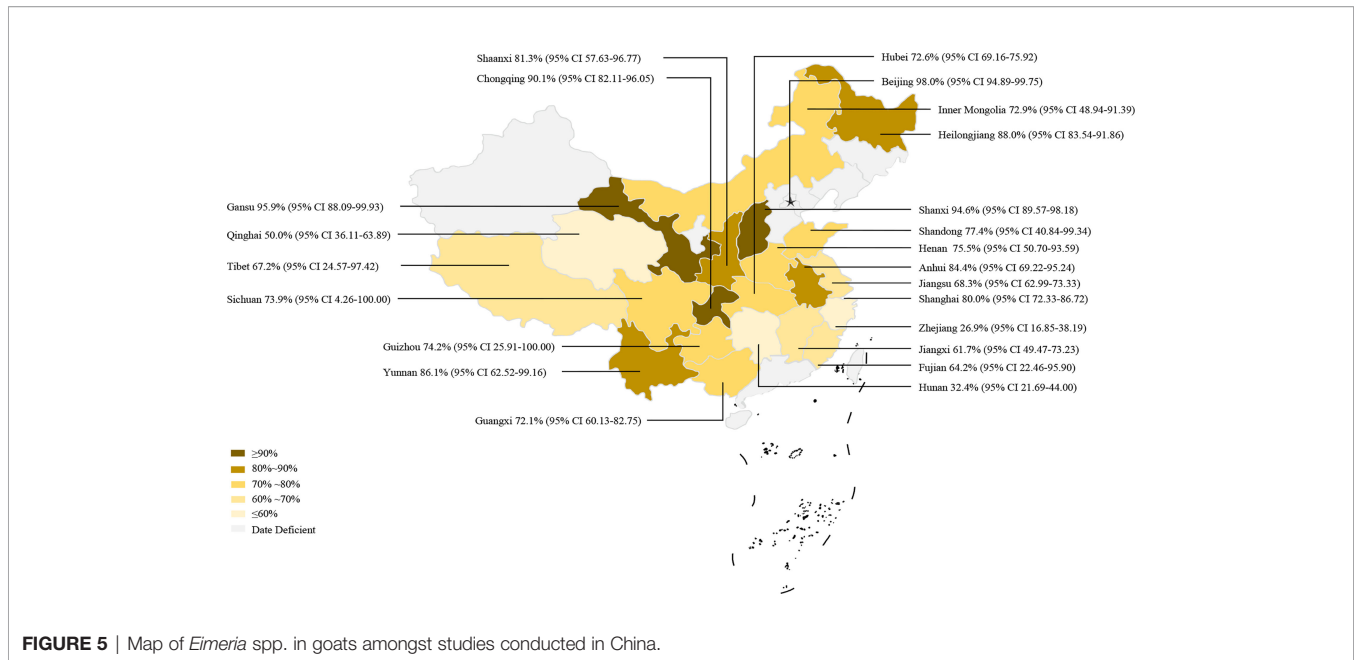 Shaanxi 81.3% (95% CI 57.63-96.77)
Chongqing 90.1% (95% CI 82.11-96.05)
Hubei 72.6% (95% CI 69.16-75.92)
Beijing 98.0% (95% CI 94.89-99.75)
Inner Mongolia 72.9% (95% CI 48.94-91.39)
Heilongjiang 88.0% (95% CI 83.54-91.86)
Gansu 95.9% (95% CI 88.09-99.93)
Qinghai 50.0% (95% CI 36.11-63.89)
Tibet 67.2% (95% CI 24.57-97.42)
Sichuan 73.9% (95% CI 4.26-100.00)
Guizhou 74.2% (95% CI 25.91-100.00)
Yunnan 86.1% (95% CI 62.52-99.16)
Guangxi 72.1% (95% CI 60.13-82.75)
Shanxi 94.6% (95% CI 89.57-98.18)
Shandong 77.4% (95% CI 40.84-99.34)
Henan 75.5% (95% CI 50.70-93.59)
Anhui 84.4% (95% CI 69.22-95.24)
Jiangsu 68.3% (95% CI 62.99-73.33)
Shanghai 80.0% (95% CI 72.33-86.72)
Zhejiang 26.9% (95% CI 16.85-38.19)
Jiangxi 61.7% (95% CI 49.47-73.23)
Fujian 64.2% (95% CI 22.46-95.90)
Hunan 32.4% (95% CI 21.69-44.00)
≥90%
80%~90%
70% ~80%
60% ~70%
≤60%
Date Deficient
FIGURE 5 | Map of Eimeria spp. in goats amongst studies conducted in China.